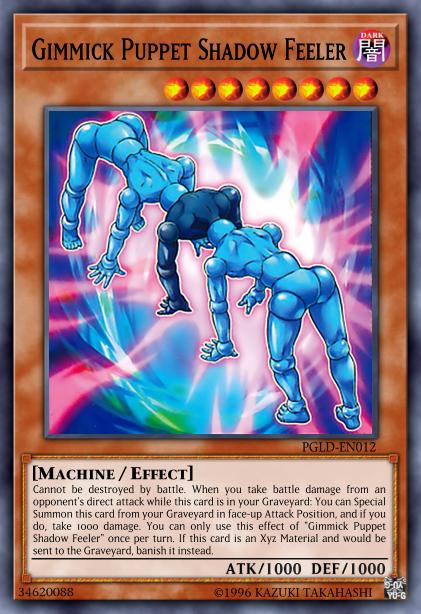 GIMMICK PUPPET SHADOW FEELER
DARK
闇
PGLD-EN012
[MACHINE / EFFECT]
Cannot be destroyed by battle. When you take battle damage from an
opponent's direct attack while this card is in your Graveyard: You can Special
Summon this card from your Graveyard in face-up Attack Position, and if you
do, take 1000 damage. You can only use this effect of "Gimmick Puppet
Shadow Feeler" once per turn. If this card is an Xyz Material and would
be sent to the Graveyard, banish it instead.
ATK/1000 DEF/1000
34620088
©1996 KAZUKI TAKAHASHI